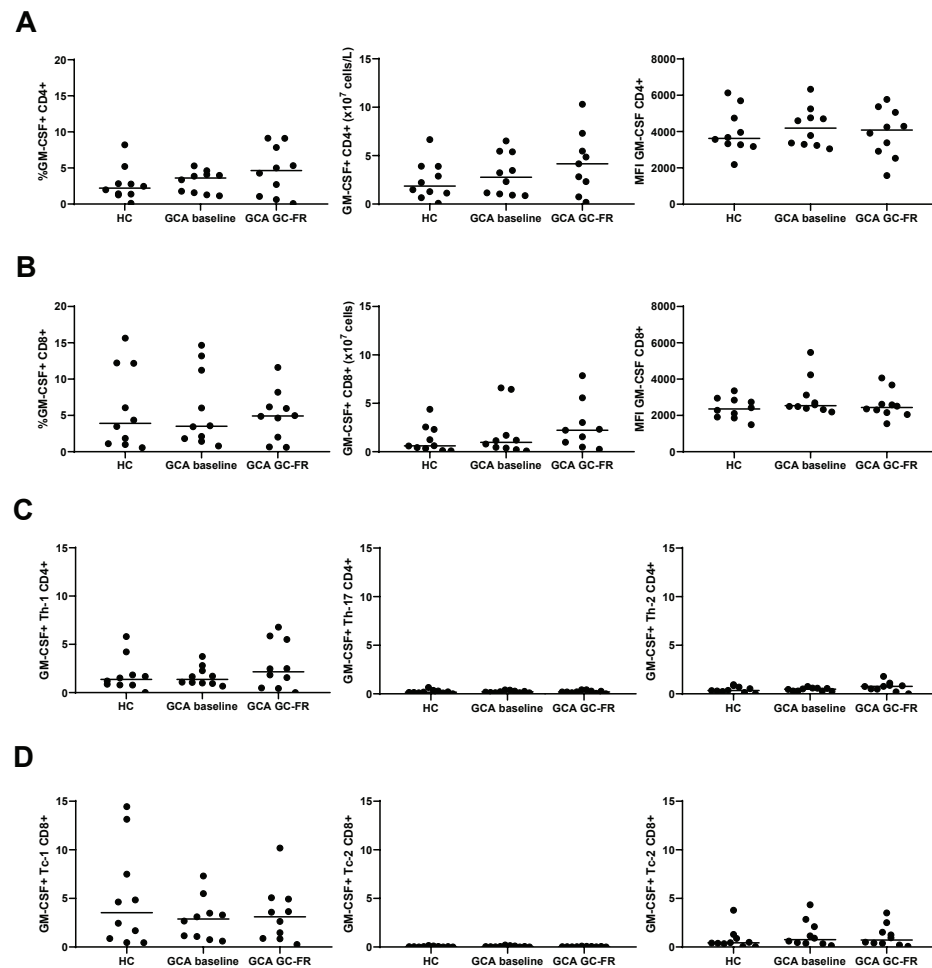 A
%GM-CSF+ CD4+
20
15
10
5
0
HC GCA baseline GCA GC-FR
GM-CSF+ CD4+ (x10⁷ cells/L)
15
10
5
0
HC GCA baseline GCA GC-FR
MFI GM-CSF CD4+
8000
6000
4000
2000
0
HC GCA baseline GCA GC-FR
B
%GM-CSF+ CD8+
20
15
10
5
0
HC GCA baseline GCA GC-FR
GM-CSF+ CD8+ (x10⁷ cells)
15
10
5
0
HC GCA baseline GCA GC-FR
MFI GM-CSF CD8+
8000
6000
4000
2000
0
HC GCA baseline GCA GC-FR
C
GM-CSF+ Th-1 CD4+
15
10
5
0
HC GCA baseline GCA GC-FR
GM-CSF+ Th-17 CD4+
15
10
5
0
HC GCA baseline GCA GC-FR
GM-CSF+ Th-2 CD4+
15
10
5
0
HC GCA baseline GCA GC-FR
D
GM-CSF+ Tc-1 CD8+
15
10
5
0
HC GCA baseline GCA GC-FR
GM-CSF+ Tc-2 CD8+
15
10
5
0
HC GCA baseline GCA GC-FR
GM-CSF+ Tc-2 CD8+
15
10
5
0
HC GCA baseline GCA GC-FR